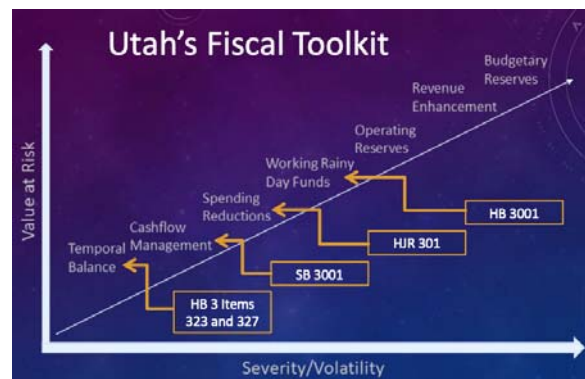 Utah's Fiscal Toolkit
Budgetary
Reserves
Revenue
Enhancement
Operating
Reserves
Working Rainy
Day Funds
HB 3001
Spending
Reductions
HJR 301
Cashflow
Management
SB 3001
Temporal
Balance
HB 3 Items
323 and 327
Value at Risk
Severity/Volatility